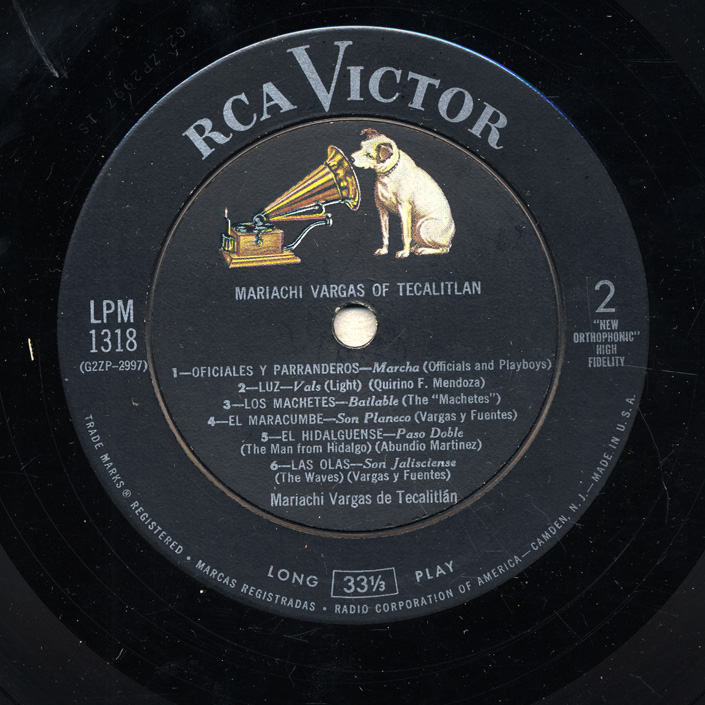 RCA VICTOR
MARIACHI VARGAS OF TECALITLAN
LPM
1318
(G2ZP-2997)
2
"NEW
ORTHOPHONIC"
HIGH
FIDELITY
1—OFICIALES Y PARRANDEROS—Marcha (Officials and Playboys)
2—LUZ—Vals (Light) (Quirino F. Mendoza)
3—LOS MACHETES—Bailable (The "Machetes")
4—EL MARACUMBE—Son Planeco (Vargas y Fuentes)
5—EL HIDALGUENSE—Paso Doble
(The Man from Hidalgo) (Abundio Martinez)
6—LAS OLAS—Son Jalisciense
(The Waves) (Vargas y Fuentes)
Mariachi Vargas de Tecalitlán
LONG 33⅓ PLAY
TRADE MARKS ® REGISTERED • MARCAS REGISTRADAS • RADIO CORPORATION OF AMERICA—CAMDEN, N. J.—MADE IN U.S.A.